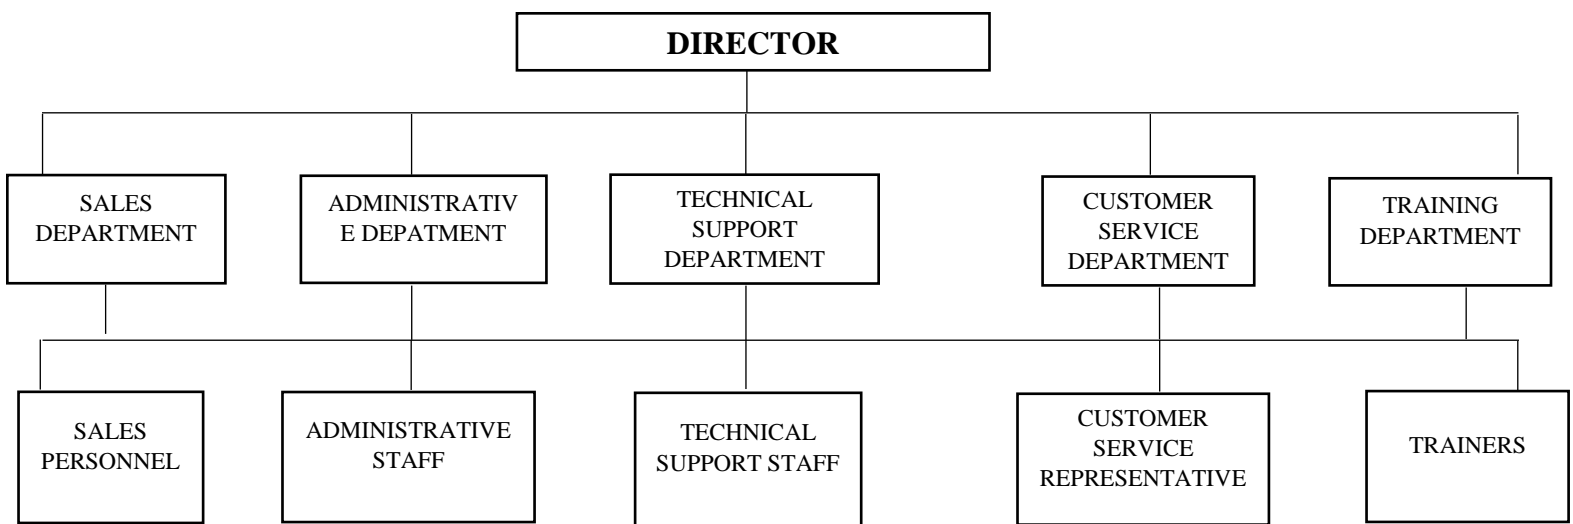 DIRECTOR
SALES
DEPARTMENT
ADMINISTRATIV
E DEPATMENT
TECHNICAL
SUPPORT
DEPARTMENT
CUSTOMER
SERVICE
DEPARTMENT
TRAINING
DEPARTMENT
SALES
PERSONNEL
ADMINISTRATIVE
STAFF
TECHNICAL
SUPPORT STAFF
CUSTOMER
SERVICE
REPRESENTATIVE
TRAINERS